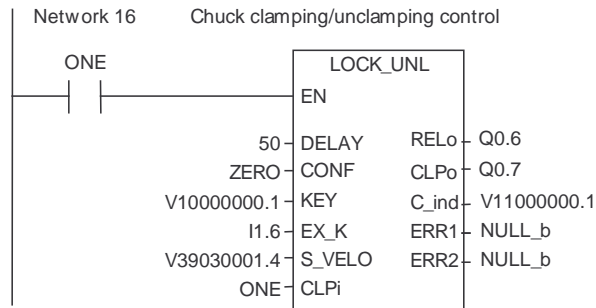 Network 16 Chuck clamping/unclamping control
ONE
LOCK_UNL
EN
50 DELAY RELo Q0.6
ZERO CONF CLPo Q0.7
V10000000.1 KEY C_ind V11000000.1
I1.6 EX_K ERR1 NULL_b
V39030001.4 S_VELO ERR2 NULL_b
ONE CLPi